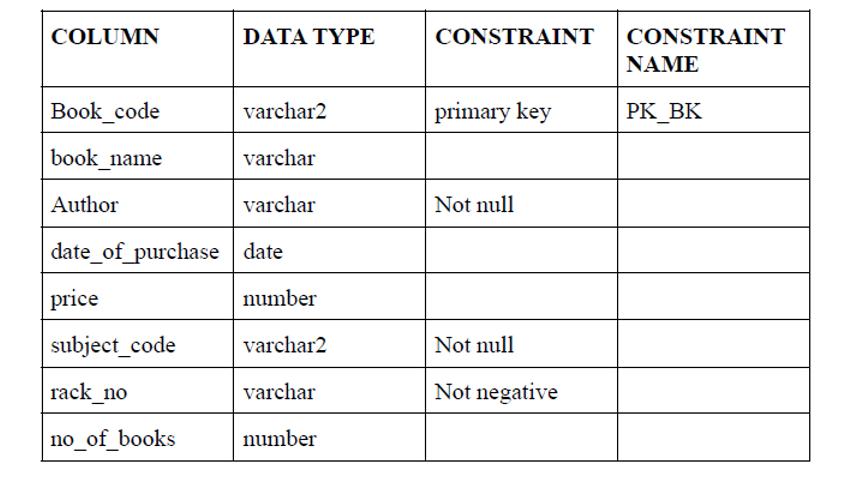 COLUMN DATA TYPE CONSTRAINT CONSTRAINT NAME
Book_code varchar2 primary key PK_BK
book_name varchar
Author varchar Not null
date_of_purchase date
price number
subject_code varchar2 Not null
rack_no varchar Not negative
no_of_books number